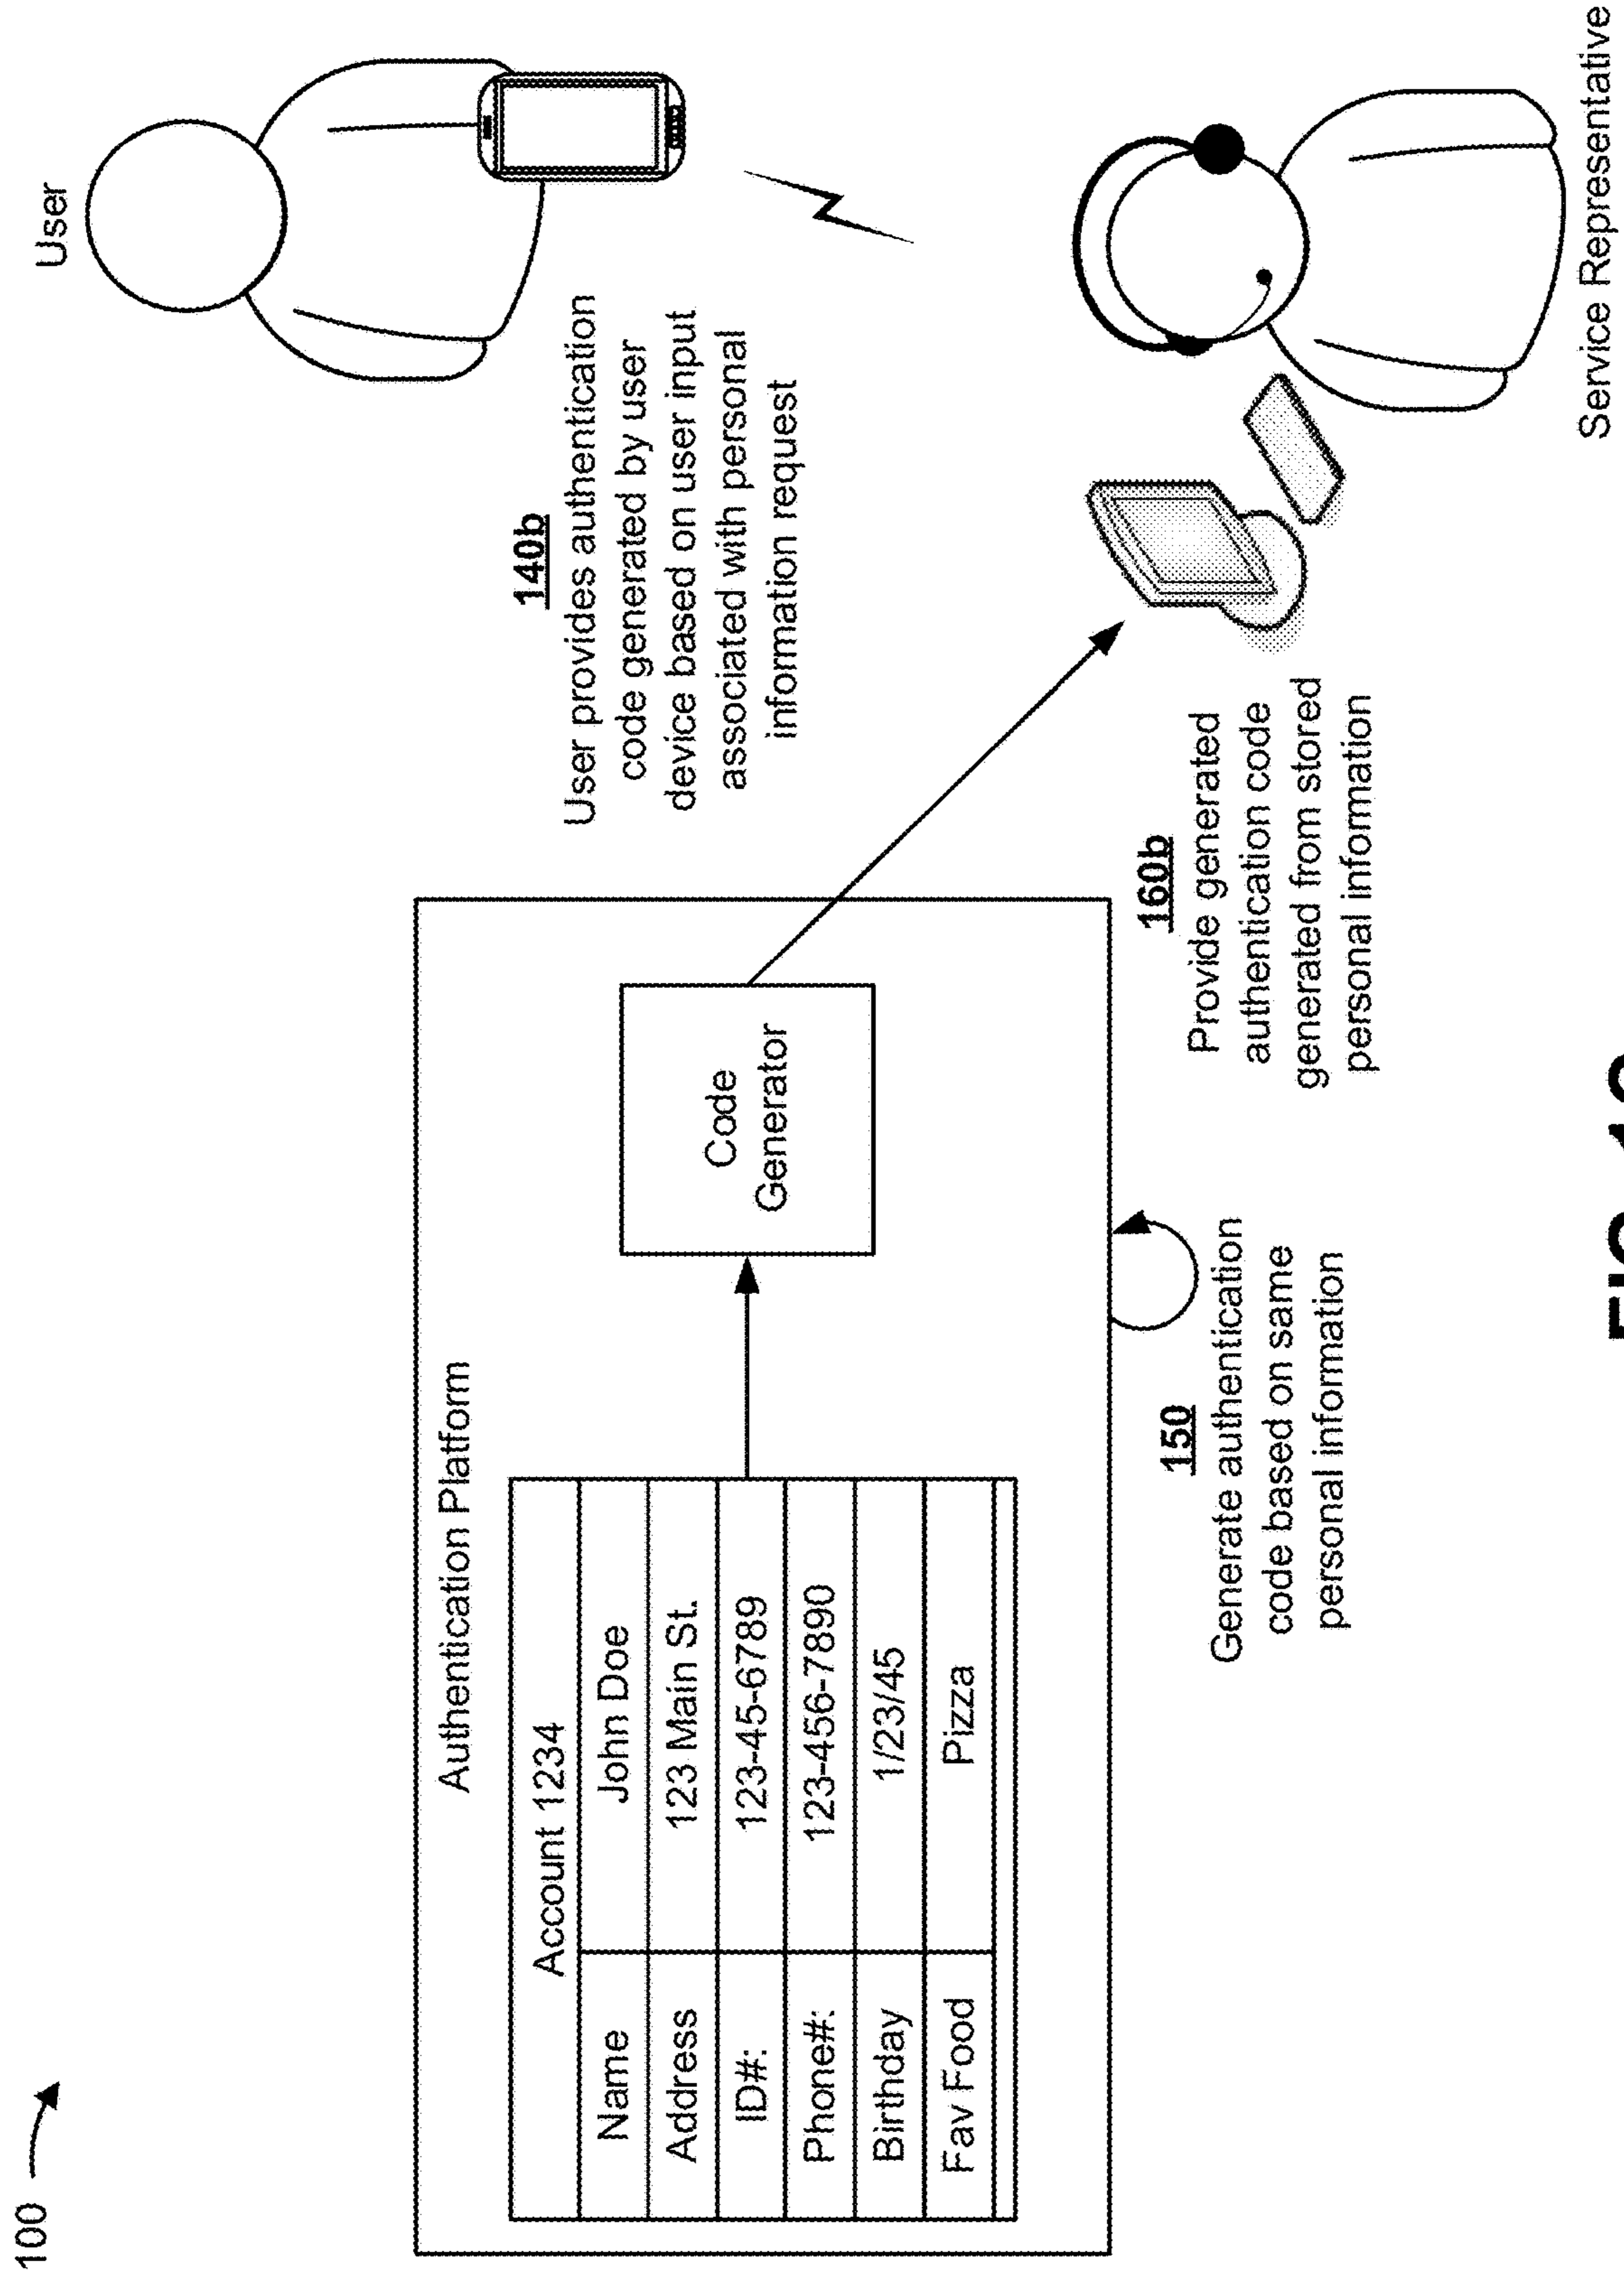 100
Authentication Platform
Account 1234
Name John Doe
Address 123 Main St.
ID#: 123-45-6789
Phone#: 123-456-7890
Birthday 1/23/45
Fav Food Pizza
Code
Generator
150
Generate authentication
code based on same
personal information
160b
Provide generated
authentication code
generated from stored
personal information
User
140b
User provides authentication
code generated by user
device based on user input
associated with personal
information request
Service Representative